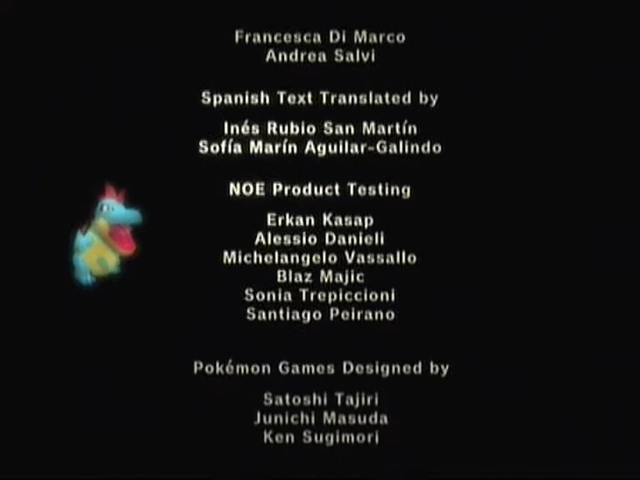 Francesca Di Marco
Andrea Salvi
Spanish Text Translated by
Inés Rubio San Martín
Sofía Marín Aguilar-Galindo
NOE Product Testing
Erkan Kasap
Alessio Danieli
Michelangelo Vassallo
Blaz Majic
Sonia Trepiccioni
Santiago Peirano
Pokémon Games Designed by
Satoshi Tajiri
Junichi Masuda
Ken Sugimori